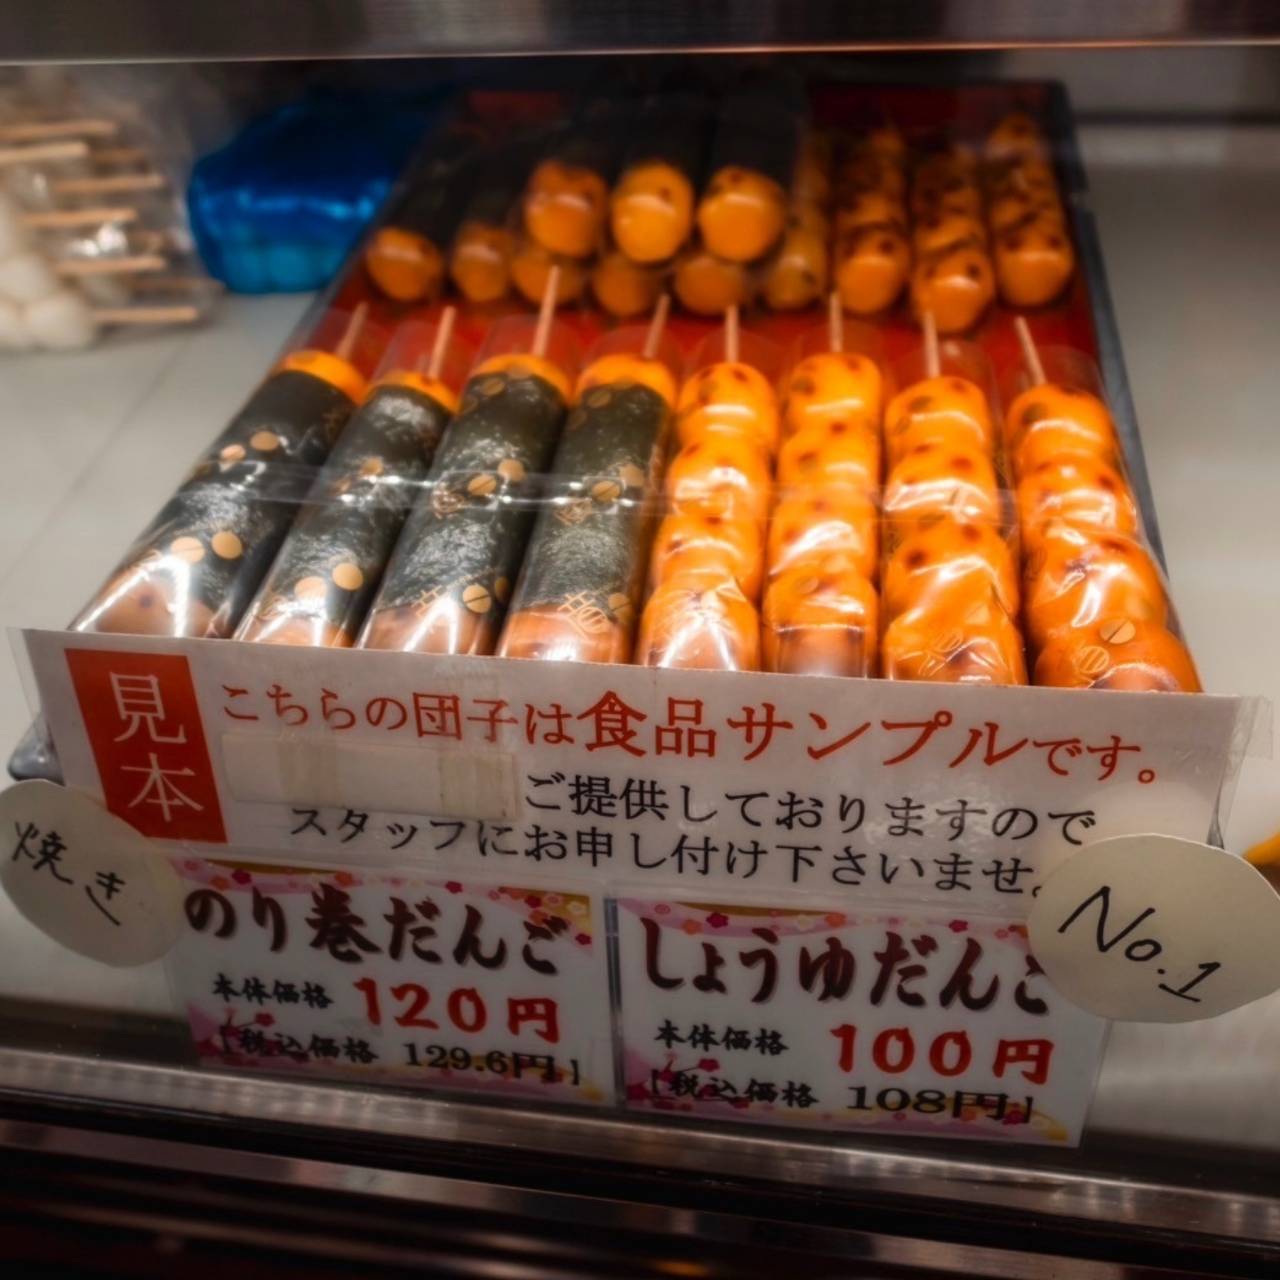 見本
こちらの団子は食品サンプルです。
ご提供しておりますので
スタッフにお申し付け下さいませ。
焼き
のり巻だんご
本体価格 120円
【税込価格 129.6円】
No.1
しょうゆだんご
本体価格 100円
【税込価格 108円】